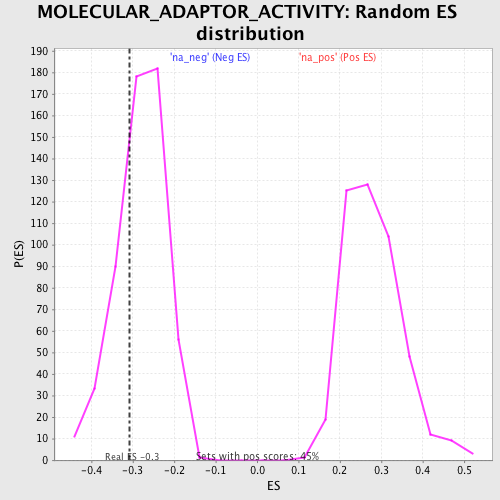 MOLECULAR_ADAPTOR_ACTIVITY: Random ES
distribution
'na_neg' (Neg ES) 'na_pos' (Pos ES)
190
180
170
160
150
140
130
120
110
100
90
80
70
60
50
40
30
20
10
0
P(ES)
Real ES −0.3 Sets with pos scores: 45%
−0.4 −0.3 −0.2 −0.1 0.0 0.1 0.2 0.3 0.4 0.5
ES